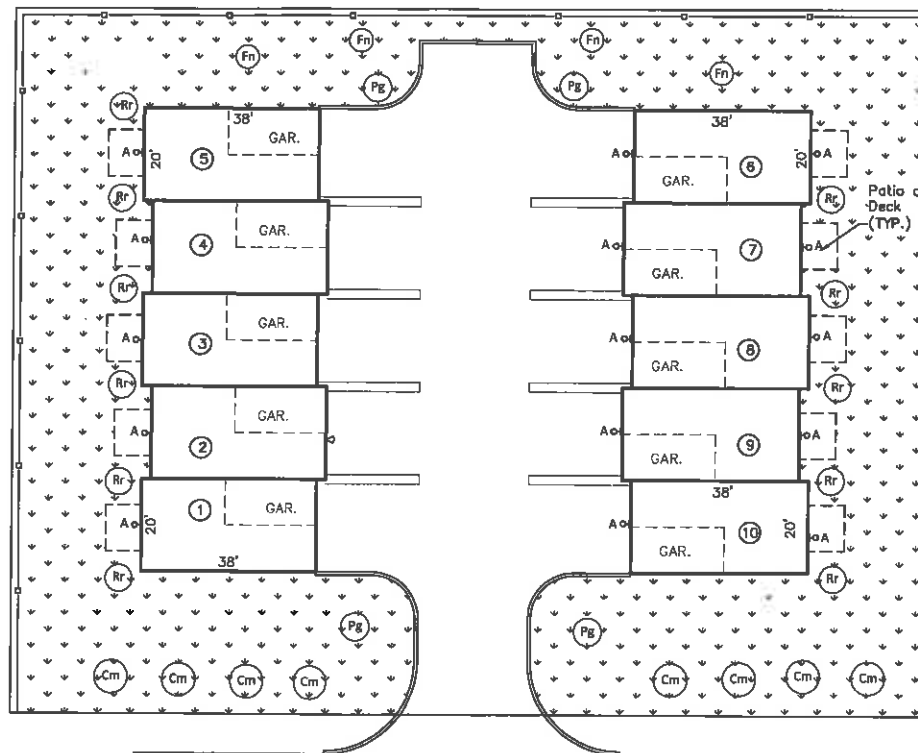 Fn
Fn
Fn
Fn
Pg
Pg
Rr
38'
GAR.
A
20'
5
38'
A
GAR.
6
20'
A
Rr
Rr
Patio
Deck
(TYP.)
A
4
GAR.
A
GAR.
7
A
Rr
Rr
A
3
GAR.
A
GAR.
8
A
Rr
Rr
A
2
GAR.
A
GAR.
9
A
Rr
Rr
A
20'
1
GAR.
38'
38'
A
GAR.
10
20'
A
Rr
Rr
Pg
Pg
Cm
Cm
Cm
Cm
Cm
Cm
Cm
Cm